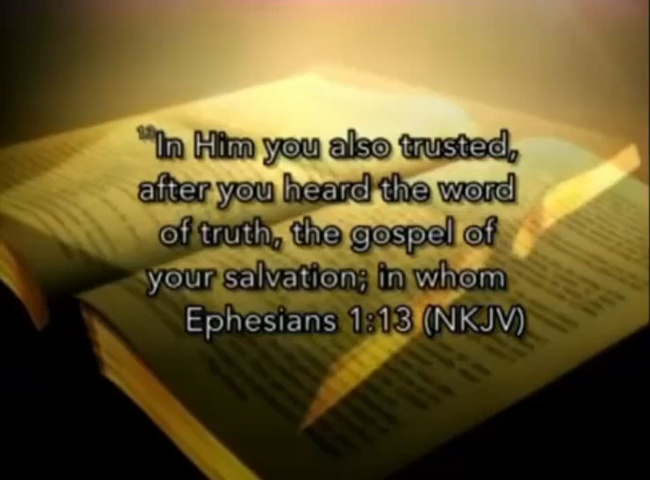 13In Him you also trusted,
after you heard the word
of truth, the gospel of
your salvation; in whom
Ephesians 1:13 (NKJV)